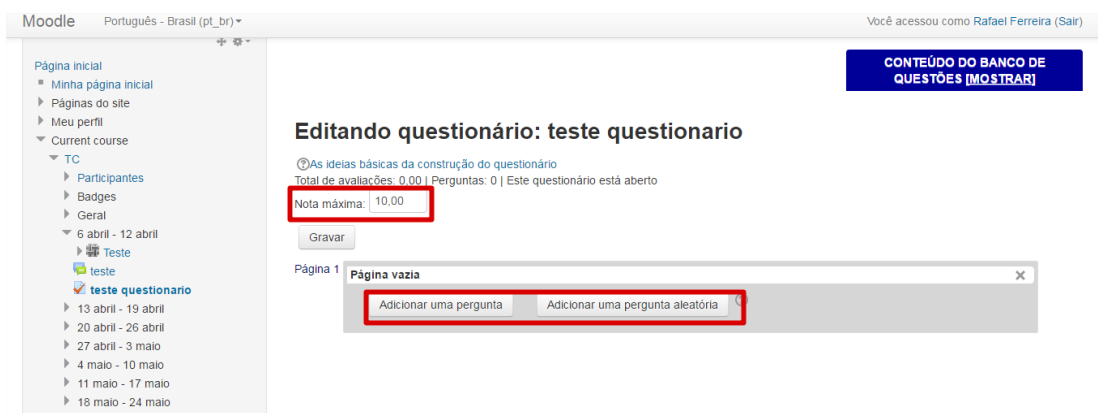 Moodle Português - Brasil (pt_br) Você acessou como Rafael Ferreira (Sair)
Página inicial
Minha página inicial
Páginas do site
Meu perfil
Current course
TC
Participantes
Badges
Geral
6 abril - 12 abril
Teste
teste
teste questionario
13 abril - 19 abril
20 abril - 26 abril
27 abril - 3 maio
4 maio - 10 maio
11 maio - 17 maio
18 maio - 24 maio
CONTEÚDO DO BANCO DE
QUESTÕES [MOSTRAR]
Editando questionário: teste questionario
As ideias básicas da construção do questionário
Total de avaliações: 0,00 | Perguntas: 0 | Este questionário está aberto
Nota máxima: 10,00
Gravar
Página 1 Página vazia
Adicionar uma pergunta Adicionar uma pergunta aleatória